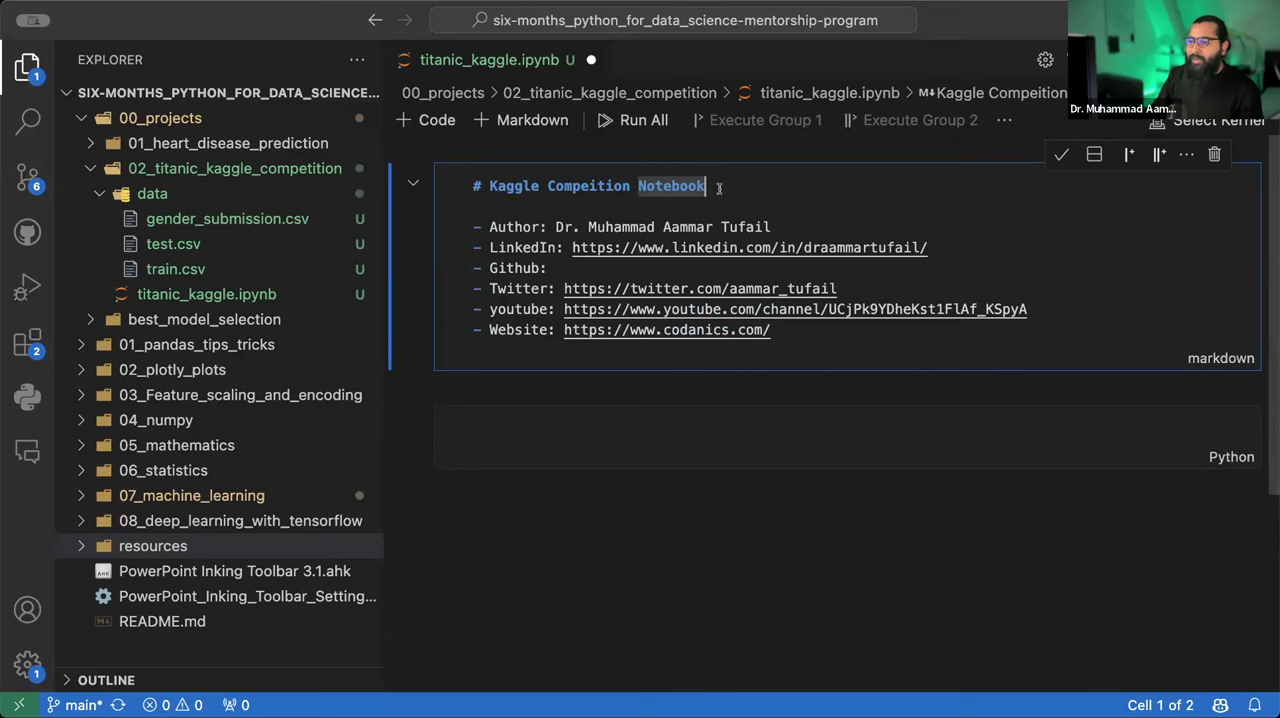 six-months_python_for_data_science-mentorship-program
EXPLORER
SIX-MONTHS_PYTHON_FOR_DATA_SCIENCE...
00_projects
01_heart_disease_prediction
02_titanic_kaggle_competition
data
gender_submission.csv U
test.csv U
train.csv U
titanic_kaggle.ipynb U
best_model_selection
01_pandas_tips_tricks
02_plotly_plots
03_Feature_scaling_and_encoding
04_numpy
05_mathematics
06_statistics
07_machine_learning
08_deep_learning_with_tensorflow
resources
PowerPoint Inking Toolbar 3.1.ahk
PowerPoint_Inking_Toolbar_Setting...
README.md
OUTLINE
1
6
2
1
titanic_kaggle.ipynb U
00_projects > 02_titanic_kaggle_competition > titanic_kaggle.ipynb > Kaggle Compeition
+ Code + Markdown Run All Execute Group 1 Execute Group 2 ... Select Kernel
Dr. Muhammad Aam...
# Kaggle Compeition Notebook
- Author: Dr. Muhammad Aammar Tufail
- LinkedIn: https://www.linkedin.com/in/draammartufail/
- Github:
- Twitter: https://twitter.com/aammar_tufail
- youtube: https://www.youtube.com/channel/UCjPk9YDheKst1FlAf_KSpyA
- Website: https://www.codanics.com/
markdown
Python
main* 0 0 0 Cell 1 of 2